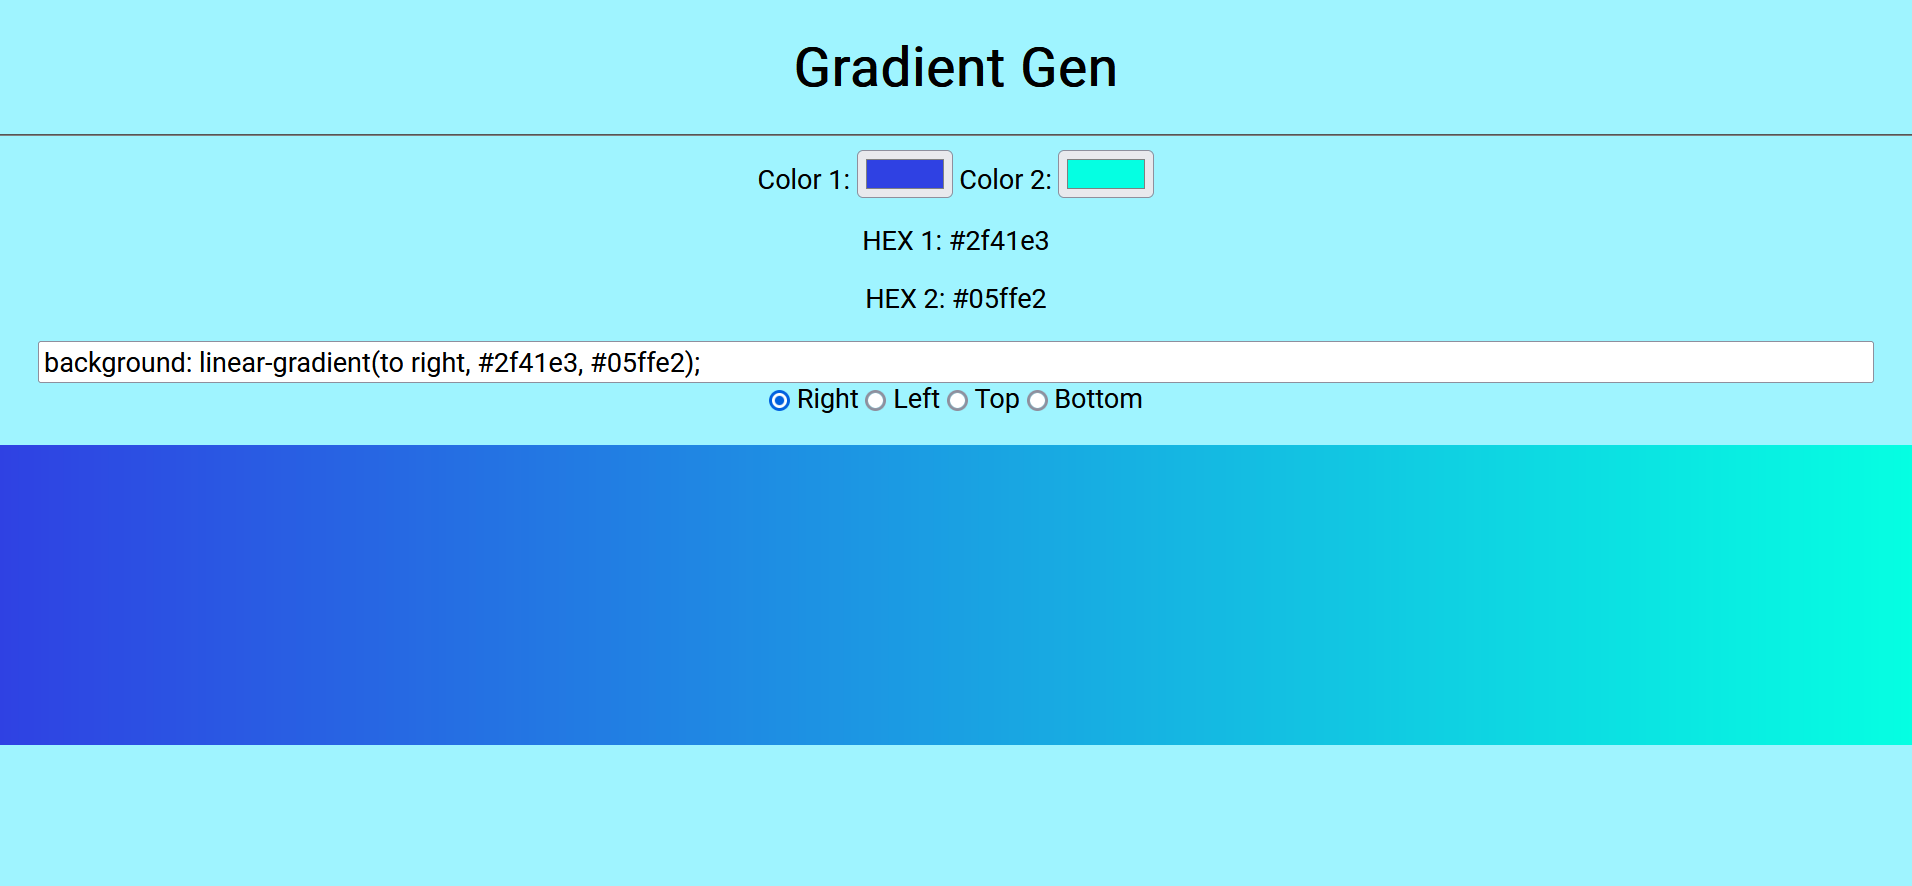 Gradient Gen
Color 1: Color 2:
HEX 1: #2f41e3
HEX 2: #05ffe2
background: linear-gradient(to right, #2f41e3, #05ffe2);
Right Left Top Bottom